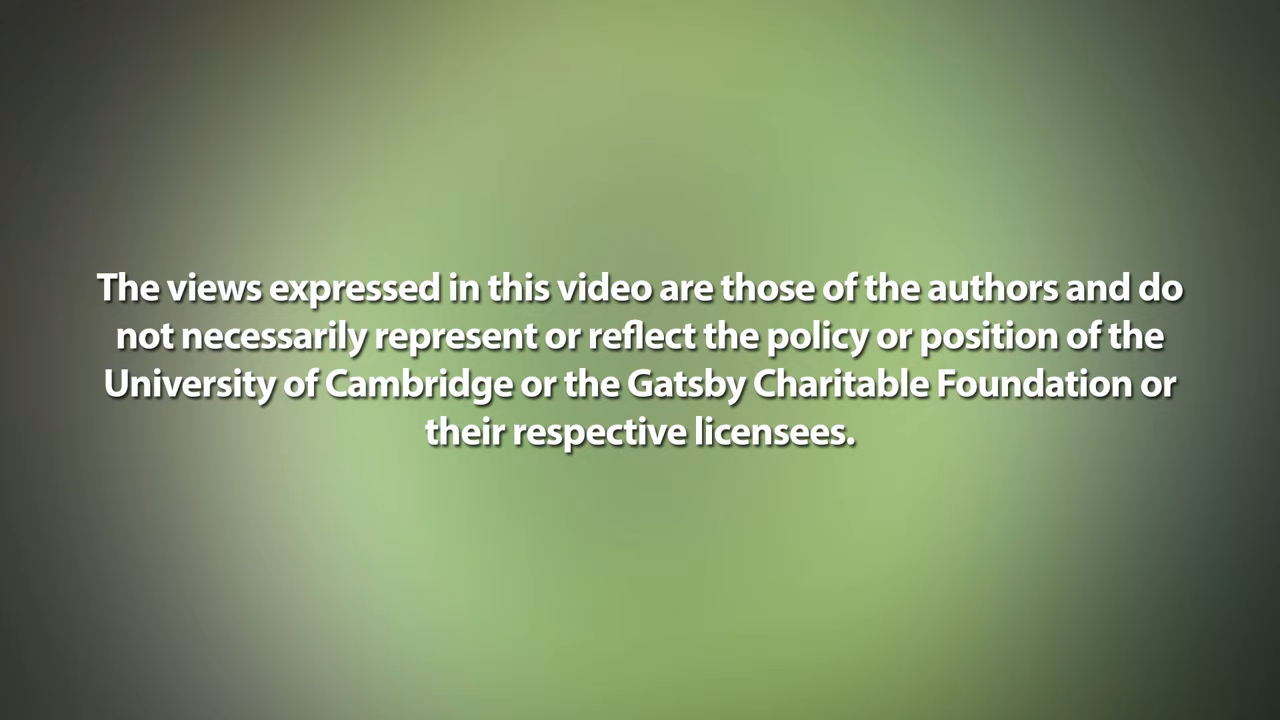 The views expressed in this video are those of the authors and do
not necessarily represent or reflect the policy or position of the
University of Cambridge or the Gatsby Charitable Foundation or
their respective licensees.